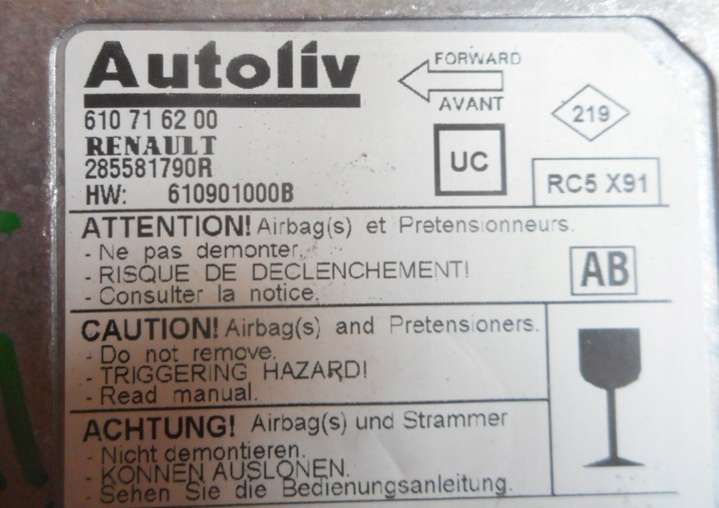 Autoliv
FORWARD
AVANT
219
610 71 62 00
RENAULT
285581790R
HW: 610901000B
UC
RC5 X91
ATTENTION! Airbag(s) et Pretensionneurs.
- Ne pas demonter.
- RISQUE DE DECLENCHEMENT!
- Consulter la notice.
AB
CAUTION! Airbag(s) and Pretensioners.
- Do not remove.
- TRIGGERING HAZARD!
- Read manual.
ACHTUNG! Airbag(s) und Strammer
- Nicht demontieren.
- KONNEN AUSLONEN.
- Sehen Sie die Bedienungsanleitung.